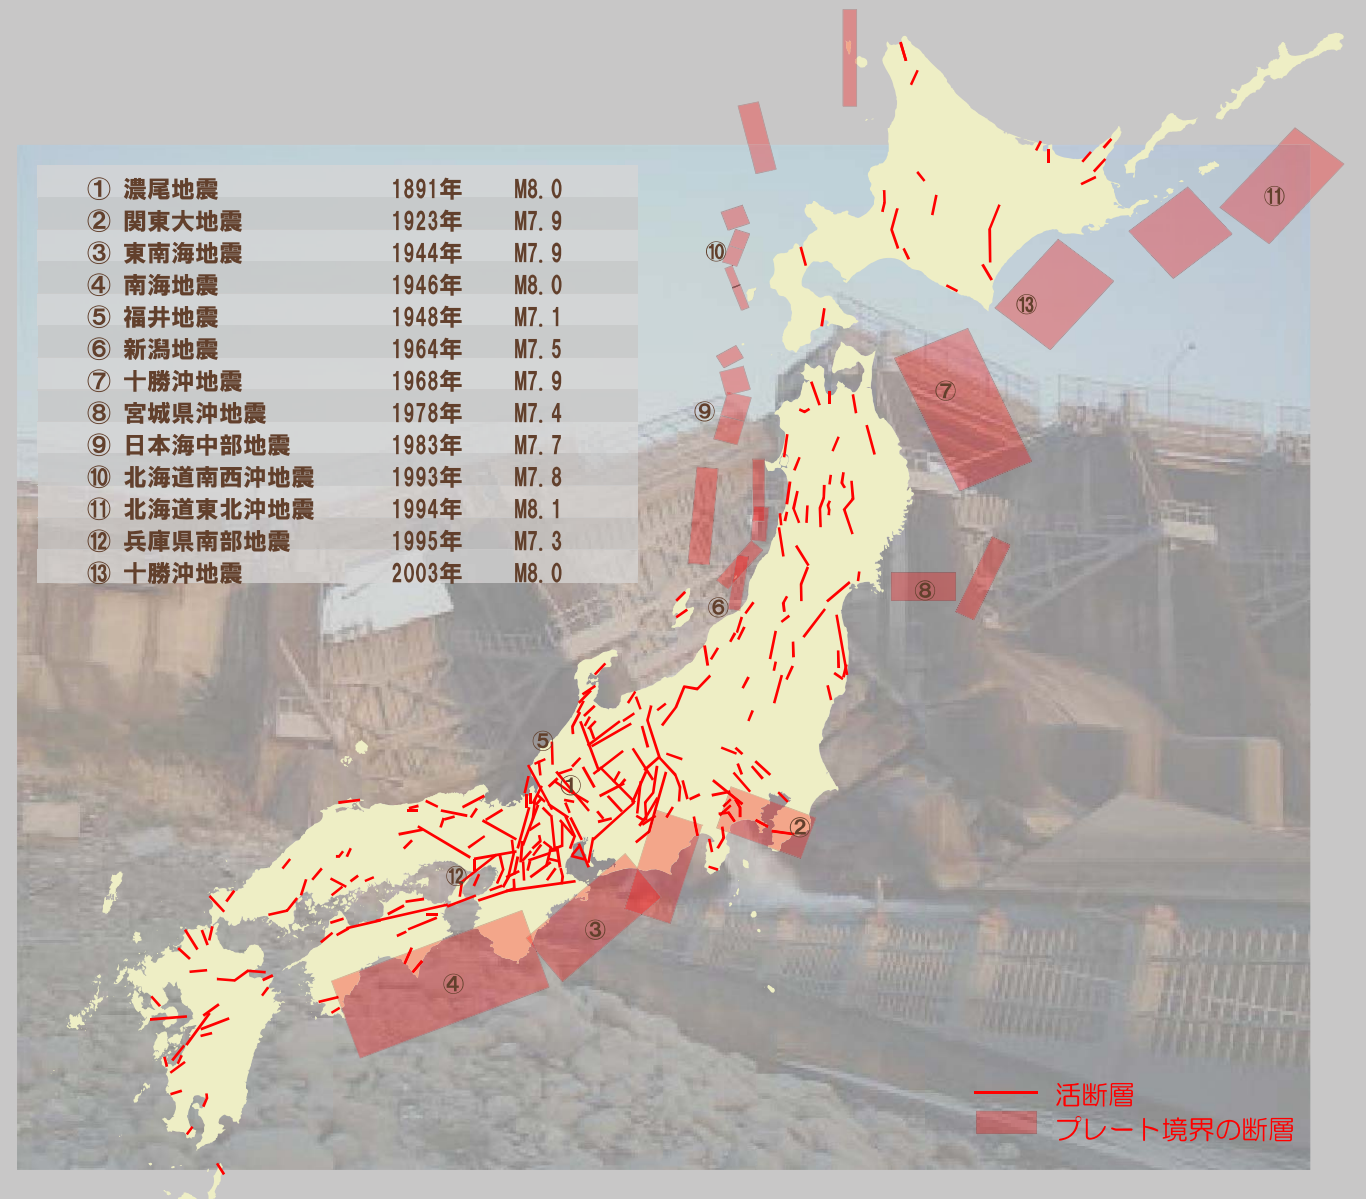 ① 濃尾地震 1891年 M8.0
② 関東大地震 1923年 M7.9
③ 東南海地震 1944年 M7.9
④ 南海地震 1946年 M8.0
⑤ 福井地震 1948年 M7.1
⑥ 新潟地震 1964年 M7.5
⑦ 十勝沖地震 1968年 M7.9
⑧ 宮城県沖地震 1978年 M7.4
⑨ 日本海中部地震 1983年 M7.7
⑩ 北海道南西沖地震 1993年 M7.8
⑪ 北海道東北沖地震 1994年 M8.1
⑫ 兵庫県南部地震 1995年 M7.3
⑬ 十勝沖地震 2003年 M8.0
⑪
⑩
⑬
⑦
⑨
⑧
⑥
⑤
①
②
⑫
③
④
活断層
プレート境界の断層